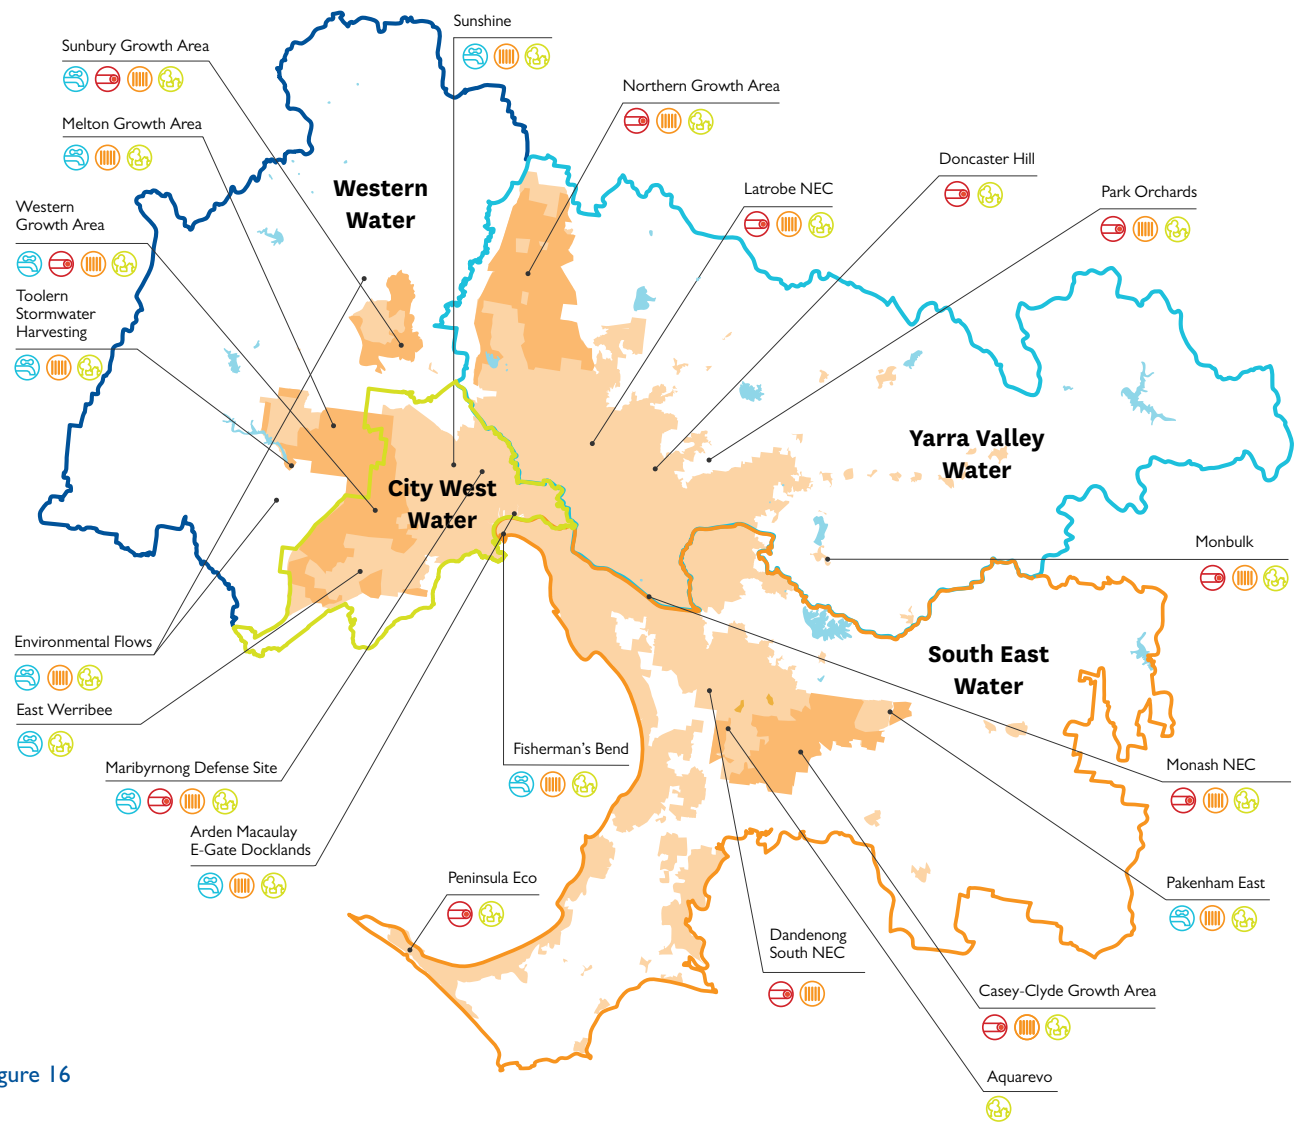 Sunshine
Sunbury Growth Area
Northern Growth Area
Melton Growth Area
Doncaster Hill
Western
Water
Latrobe NEC
Park Orchards
Western
Growth Area
Toolern
Stormwater
Harvesting
Yarra Valley
Water
City West
Water
Monbulk
Environmental Flows
South East
Water
East Werribee
Fisherman's Bend
Maribyrnong Defense Site
Monash NEC
Arden Macaulay
E-Gate Docklands
Peninsula Eco
Pakenham East
Dandenong
South NEC
Casey-Clyde Growth Area
gure 16
Aquarevo